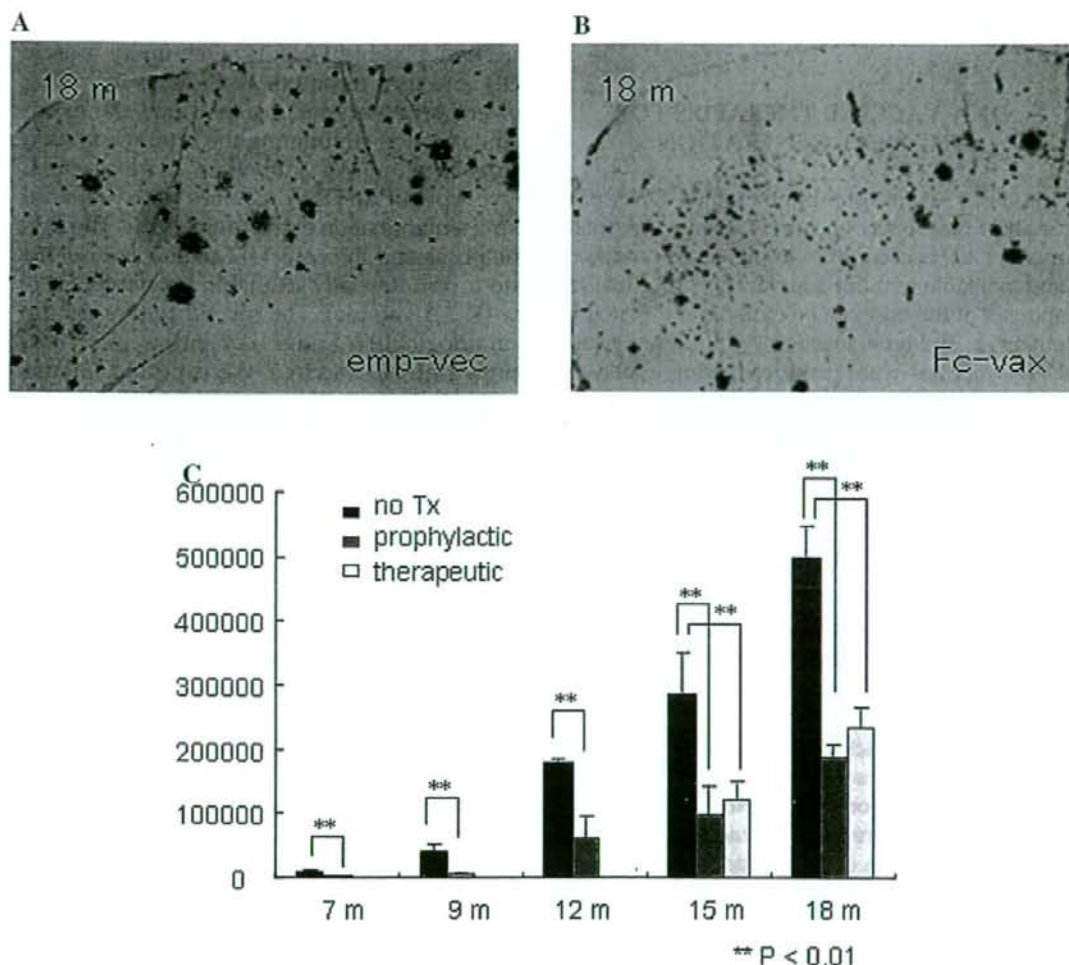 A
B
18 m
18 m
emp-vec
Fc-vax
C
600000
500000
400000
300000
200000
100000
0
no Tx
prophylactic
therapeutic
**
**
**
**
**
**
**
7 m
9 m
12 m
15 m
18 m
** P < 0.01